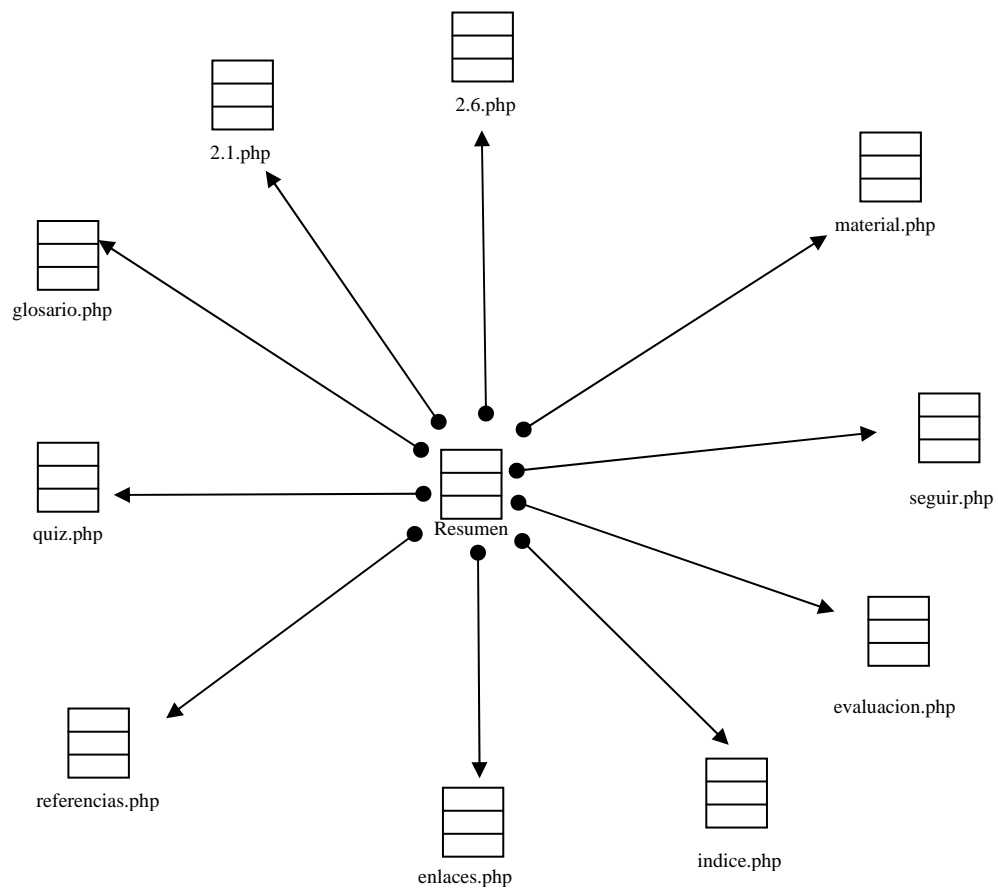 2.6.php
2.1.php
material.php
glosario.php
seguir.php
quiz.php
Resumen
evaluacion.php
referencias.php
indice.php
enlaces.php